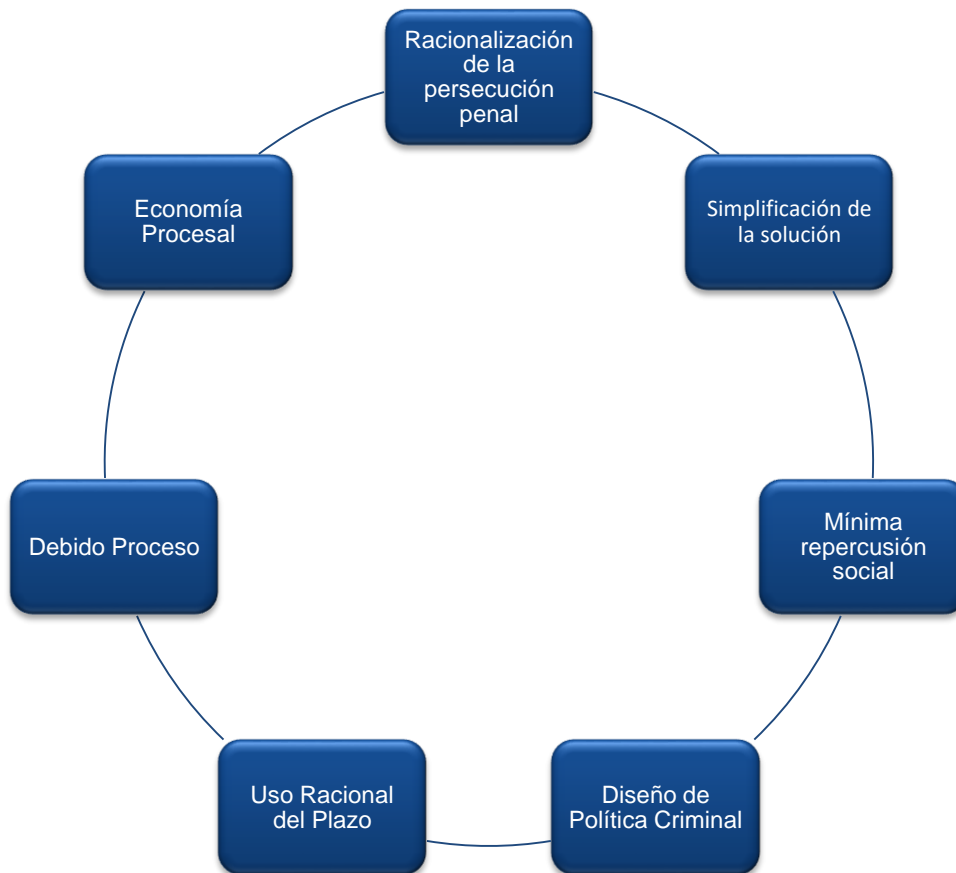 Racionalización
de la
persecución
penal
Simplificación de
la solución
Mínima
repercusión
social
Diseño de
Política Criminal
Uso Racional
del Plazo
Debido Proceso
Economía
Procesal